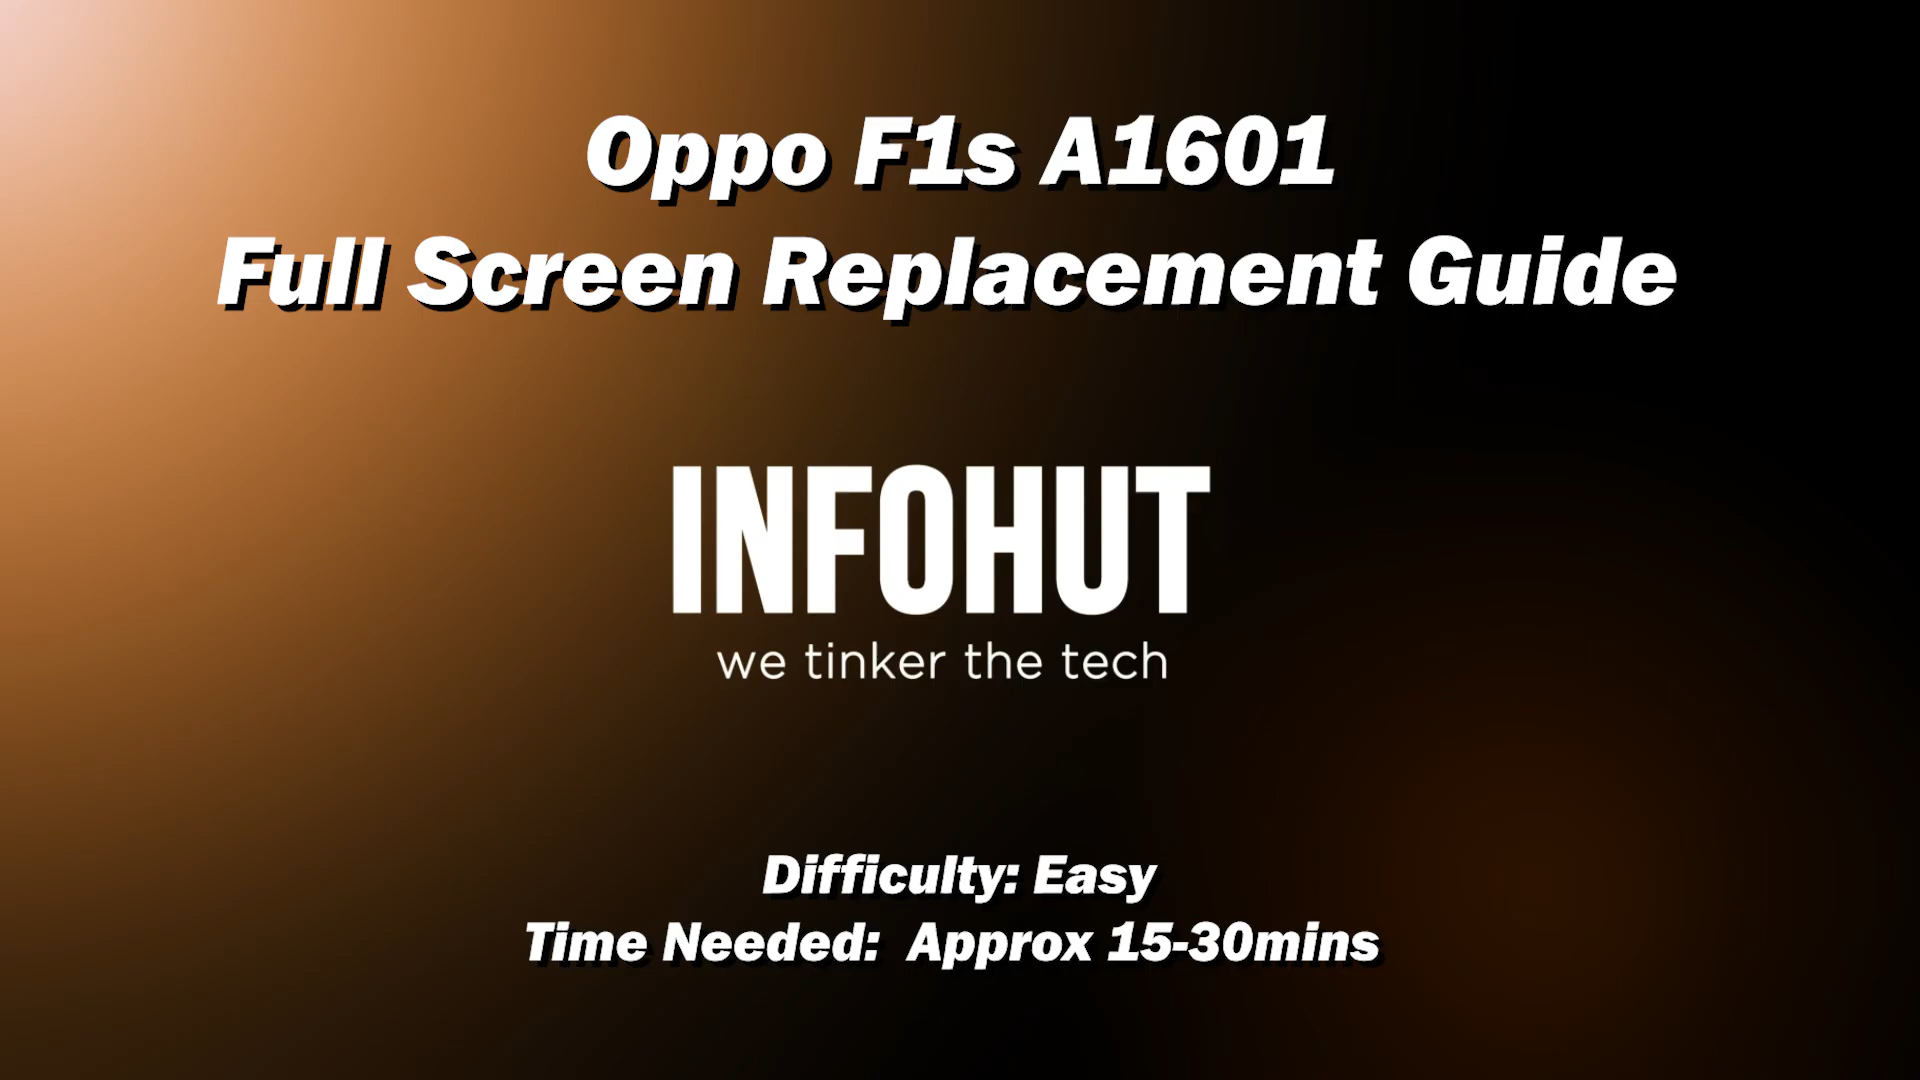 Oppo F1s A1601
Full Screen Replacement Guide
INFOHUT
we tinker the tech
Difficulty: Easy
Time Needed:  Approx 15-30mins